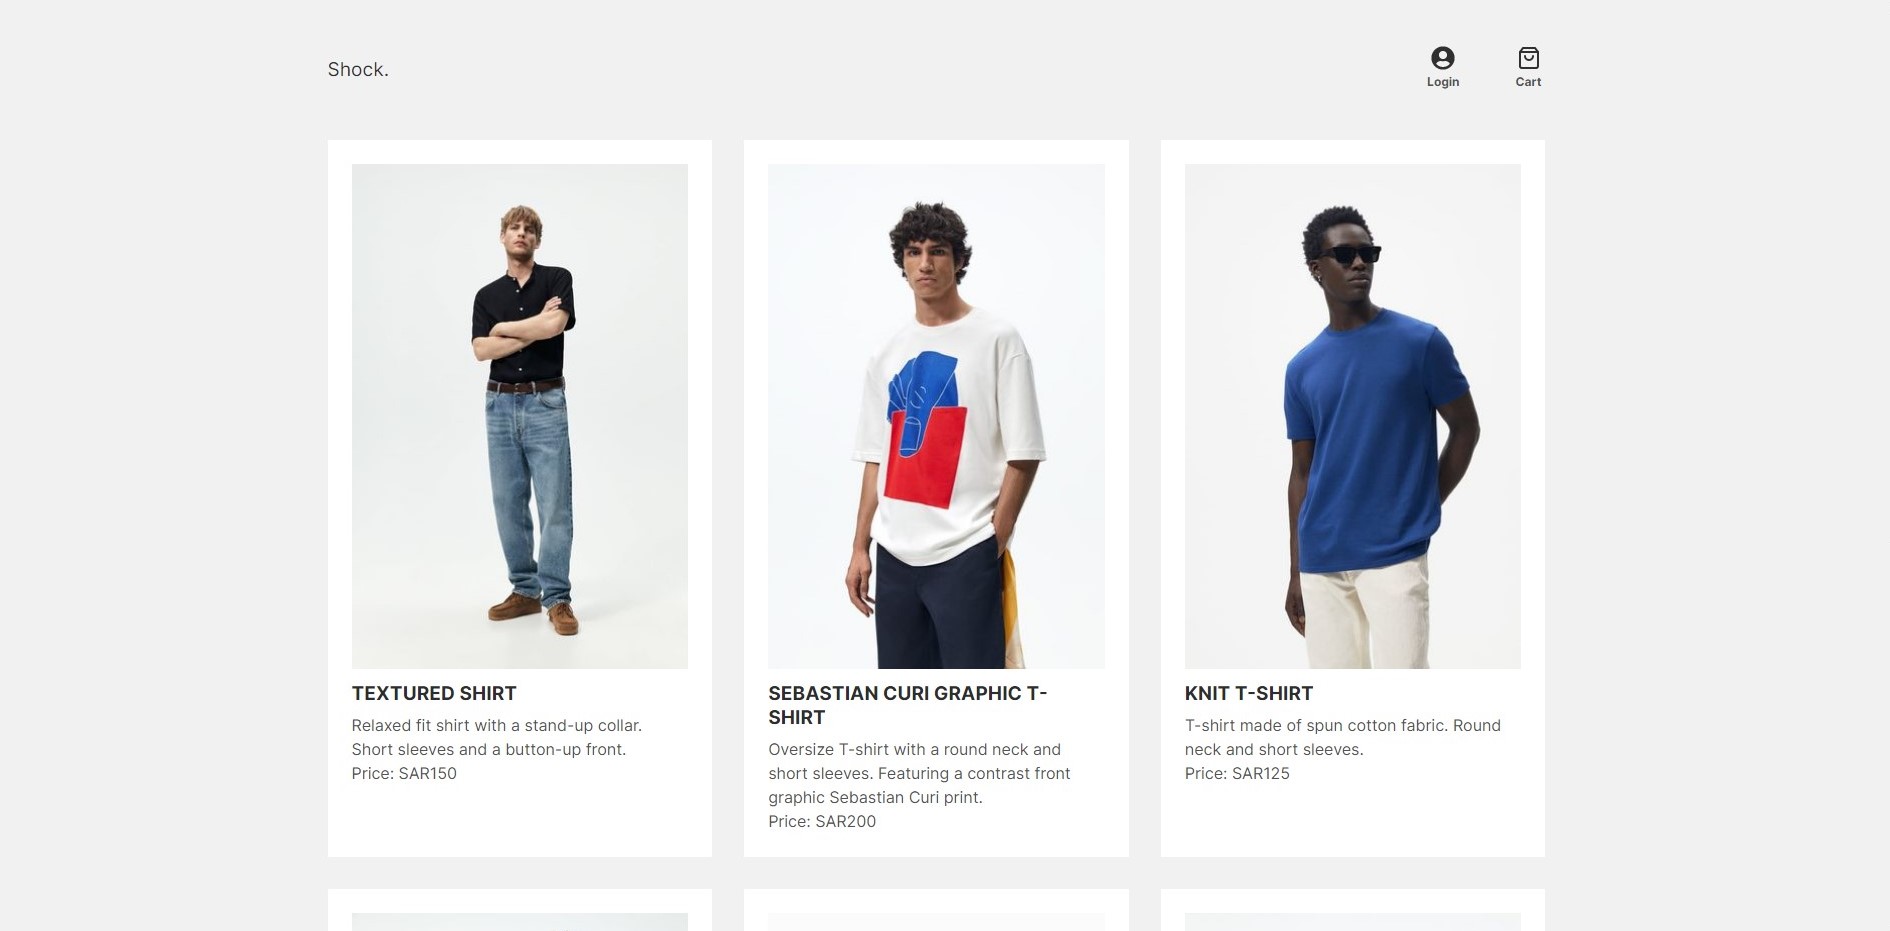 Shock.
Login
Cart
TEXTURED SHIRT
Relaxed fit shirt with a stand-up collar.
Short sleeves and a button-up front.
Price: SAR150
SEBASTIAN CURI GRAPHIC T-
SHIRT
Oversize T-shirt with a round neck and
short sleeves. Featuring a contrast front
graphic Sebastian Curi print.
Price: SAR200
KNIT T-SHIRT
T-shirt made of spun cotton fabric. Round
neck and short sleeves.
Price: SAR125